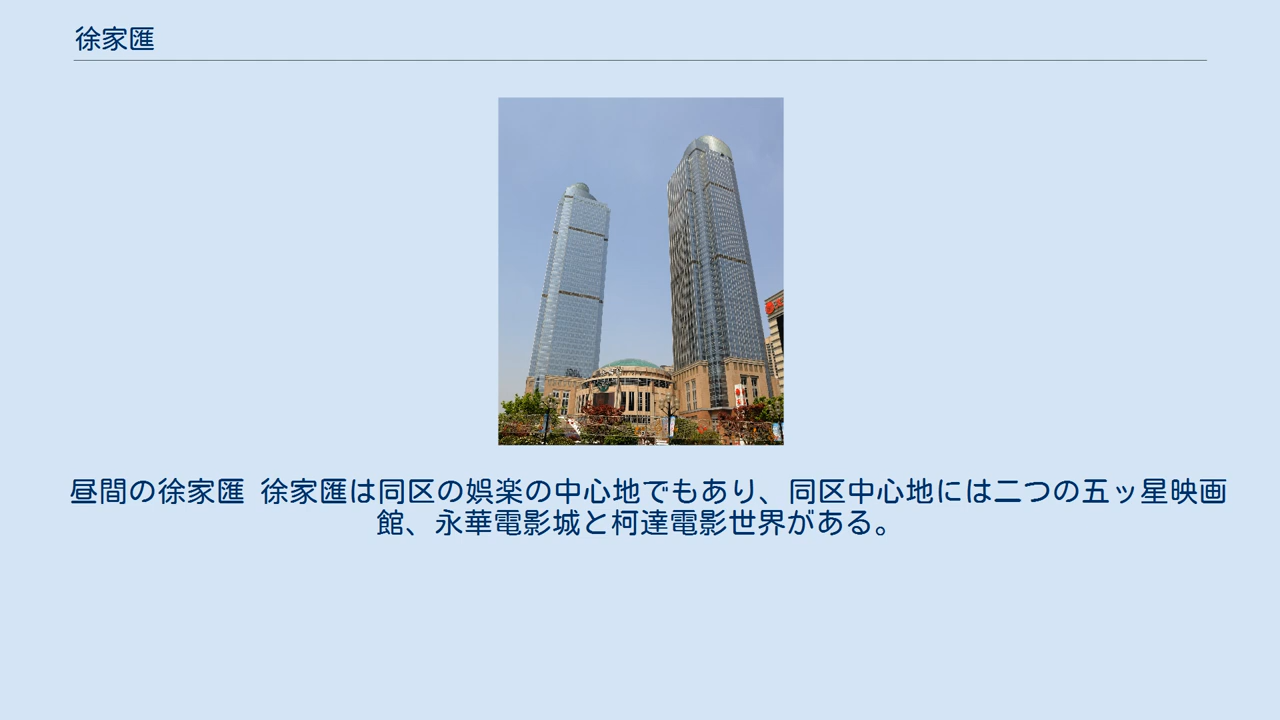 徐家匯
昼間の徐家匯 徐家匯は同区の娯楽の中心地でもあり、同区中心地には二つの五ッ星映画
館、永華電影城と柯達電影世界がある。